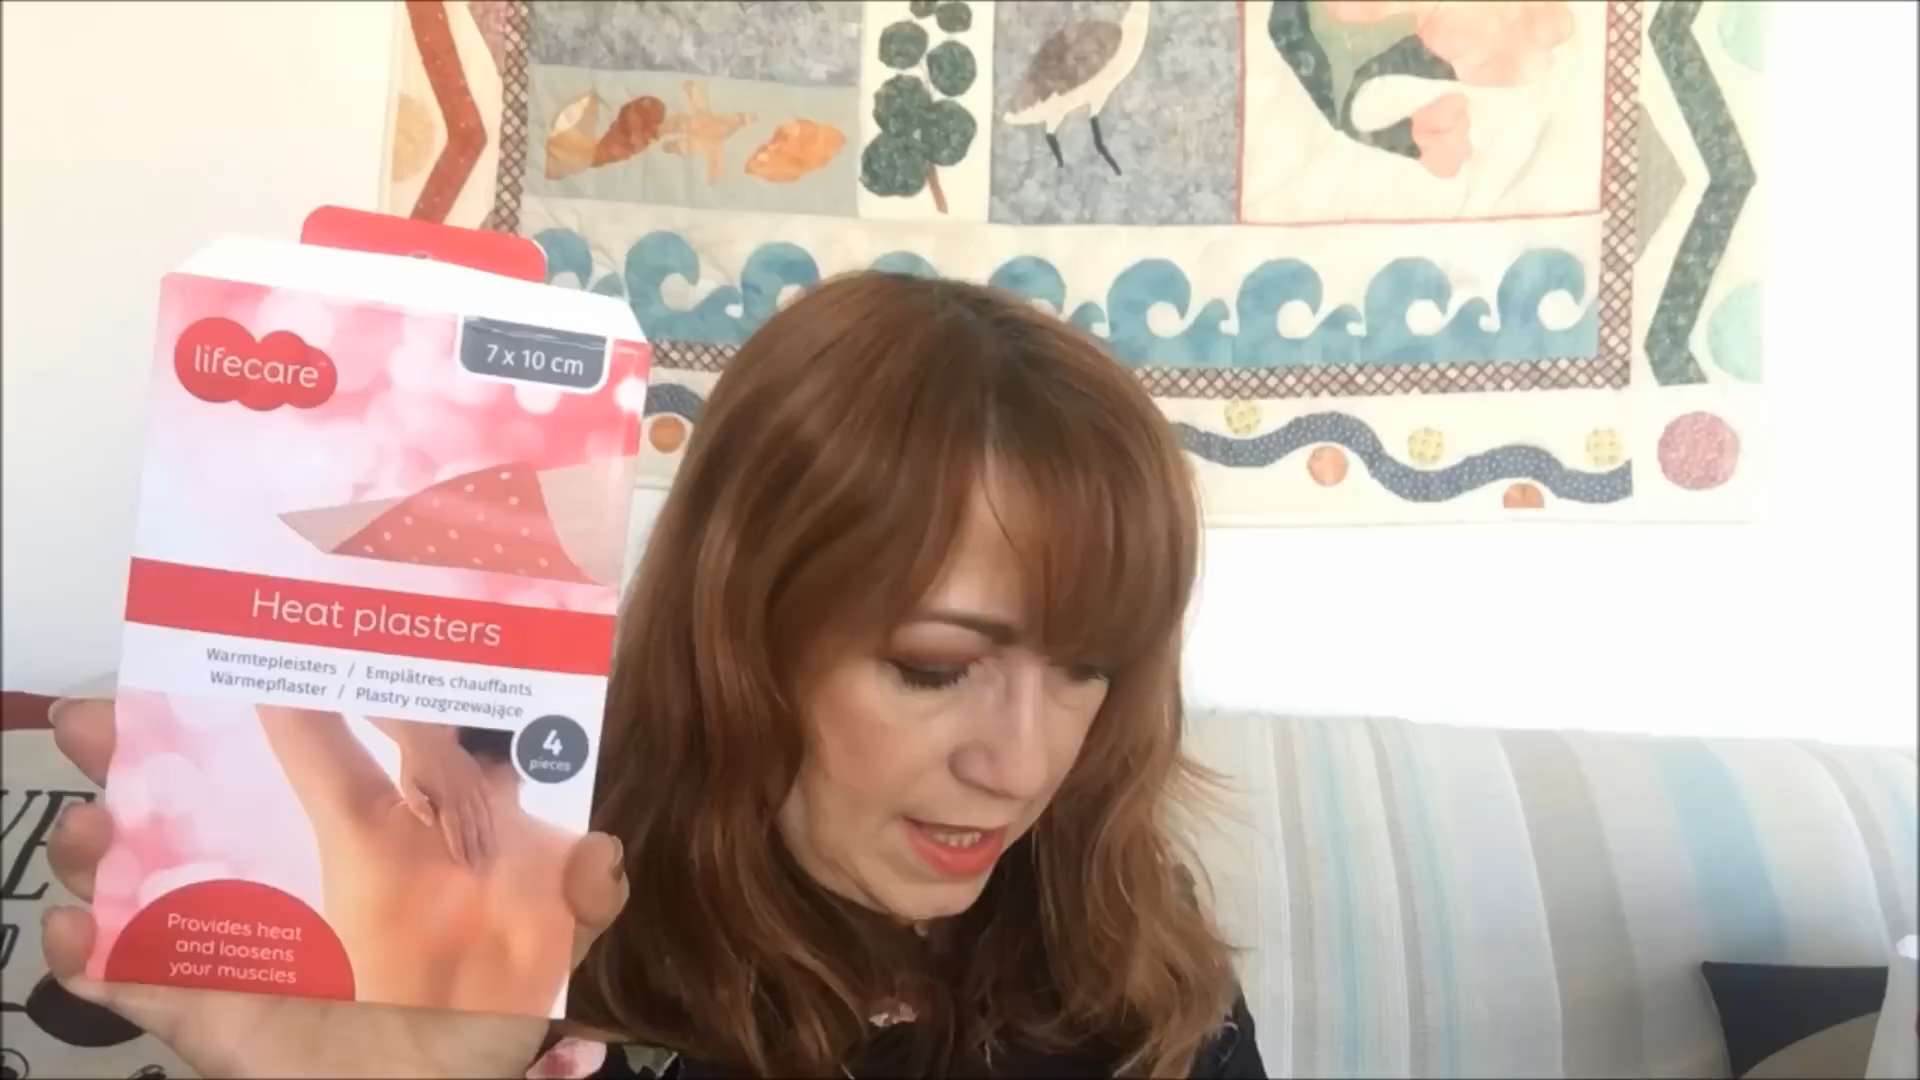 lifecare
7 x 10 cm
Heat plasters
Warmtepleisters / Emplâtres chauffants
Wärmepflaster / Plastry rozgrzewające
4
pieces
Provides heat
and loosens
your muscles